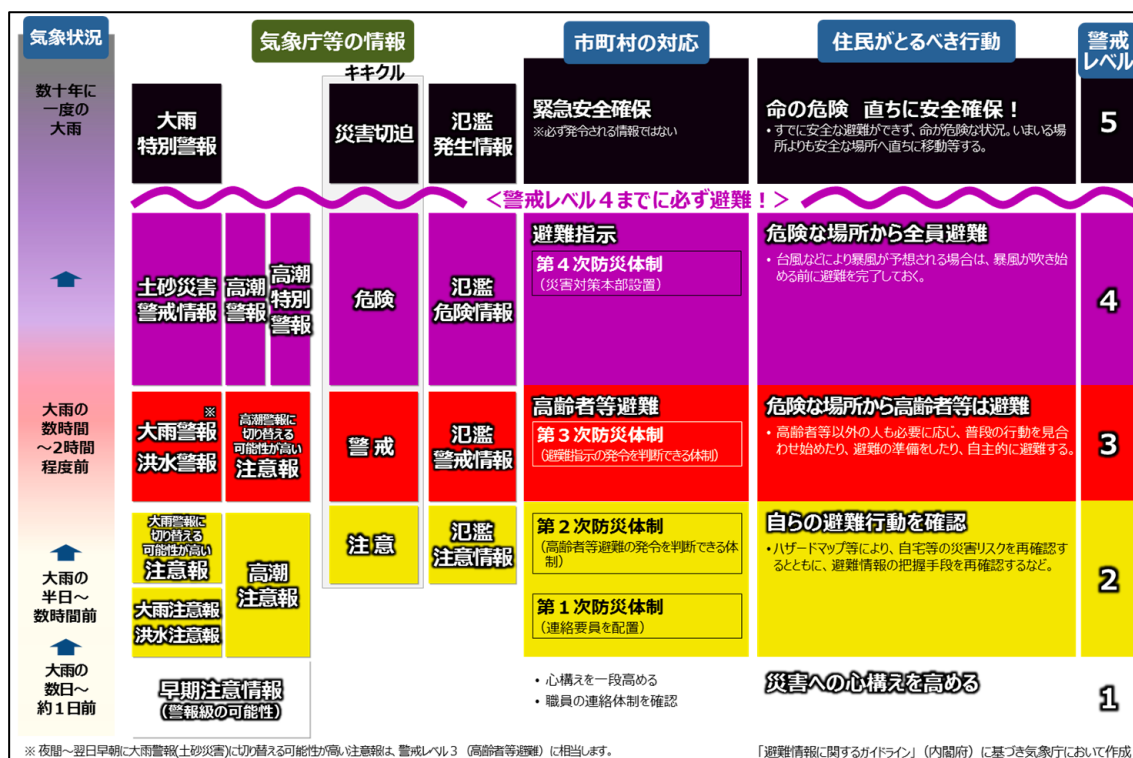 気象状況
気象庁等の情報
市町村の対応
住民がとるべき行動
警戒
レベル
キキクル
数十年に
一度の
大雨
大雨
特別警報
災害切迫
氾濫
発生情報
緊急安全確保
※必ず発令される情報ではない
命の危険 直ちに安全確保！
・すでに安全な避難ができず、命が危険な状況。いまいる場
所よりも安全な場所へ直ちに移動等する。
5
＜警戒レベル４までに必ず避難！＞
土砂災害
警戒情報
高潮
警報
高潮
特別
警報
危険
氾濫
危険情報
避難指示
第４次防災体制
（災害対策本部設置）
危険な場所から全員避難
・台風などにより暴風が予想される場合は、暴風が吹き始
める前に避難を完了しておく。
4
大雨の
数時間
～2時間
程度前
※
大雨警報
洪水警報
高潮警報に
切り替える
可能性が高い
注意報
警戒
氾濫
警戒情報
高齢者等避難
第３次防災体制
（避難指示の発令を判断できる体制）
危険な場所から高齢者等は避難
・高齢者等以外の人も必要に応じ、普段の行動を見合
わせ始めたり、避難の準備をしたり、自主的に避難する。
3
大雨の
半日～
数時間前
大雨警報に
切り替える
可能性が高い
注意報
大雨注意報
洪水注意報
高潮
注意報
注意
氾濫
注意情報
第２次防災体制
（高齢者等避難の発令を判断できる体
制）
第１次防災体制
（連絡要員を配置）
自らの避難行動を確認
・ハザードマップ等により、自宅等の災害リスクを再確認す
るとともに、避難情報の把握手段を再確認するなど。
2
大雨の
数日～
約１日前
早期注意情報
（警報級の可能性）
・心構えを一段高める
・職員の連絡体制を確認
災害への心構えを高める
1
※ 夜間～翌日早朝に大雨警報(土砂災害)に切り替える可能性が高い注意報は、警戒レベル３（高齢者等避難）に相当します。
「避難情報に関するガイドライン」（内閣府）に基づき気象庁において作成